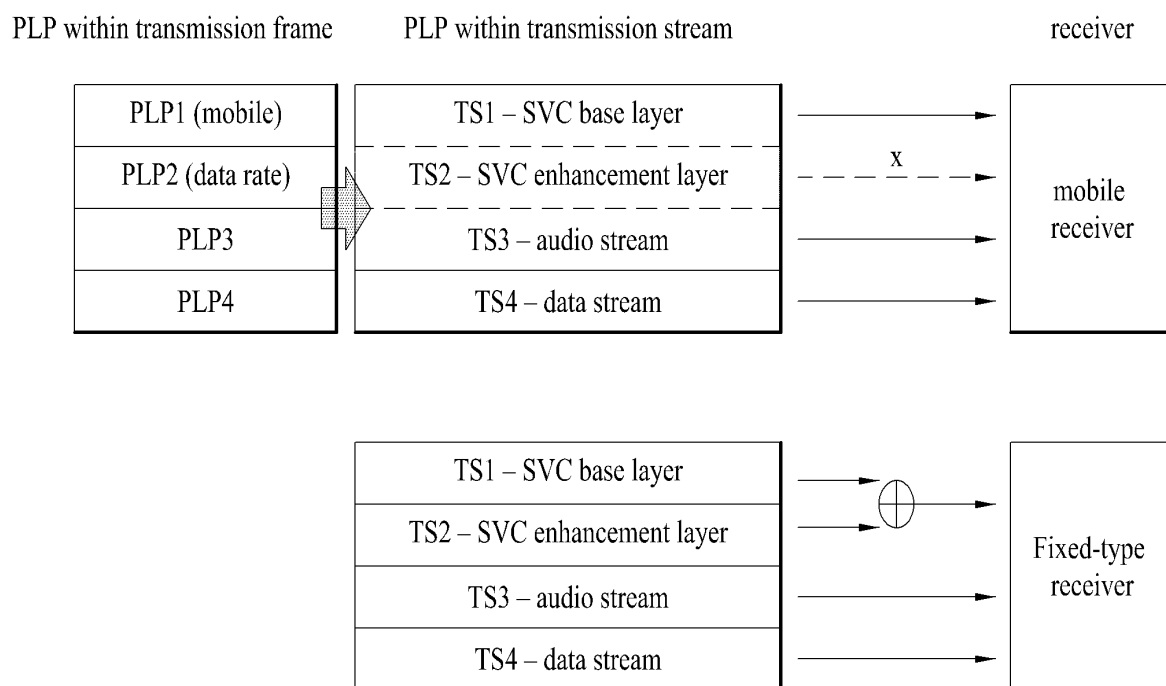 PLP within transmission frame
PLP within transmission stream
receiver
PLP1 (mobile)
TS1 – SVC base layer
PLP2 (data rate)
TS2 – SVC enhancement layer
x
PLP3
TS3 – audio stream
PLP4
TS4 – data stream
mobile
receiver
TS1 – SVC base layer
TS2 – SVC enhancement layer
TS3 – audio stream
TS4 – data stream
Fixed-type
receiver